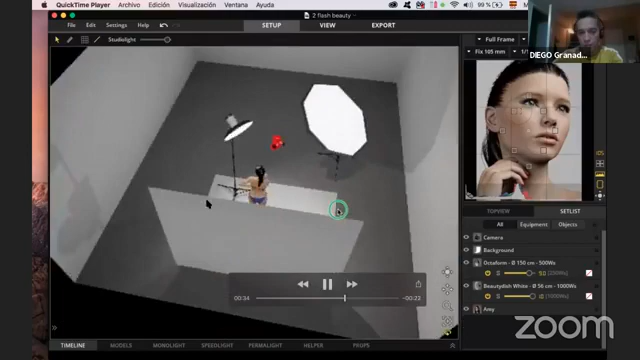 QuickTime Player Archivo Edición Visualización Ventana Ayuda 99 %
2 flash beauty
File Edit Settings Help SETUP VIEW EXPORT
Studiolight Full Frame
Fix 105 mm
DIEGO Granad...
TOPVIEW SETLIST
All Equipment Objects
Camera
Background
Octaform - Ø 150 cm - 500Ws
Beautydish White - Ø 56 cm - 1000Ws
Amy
00:34 -00:23
zoom
TIMELINE MODELS MONOLIGHT SPEEDLIGHT PERMALIGHT HELPER PROPS